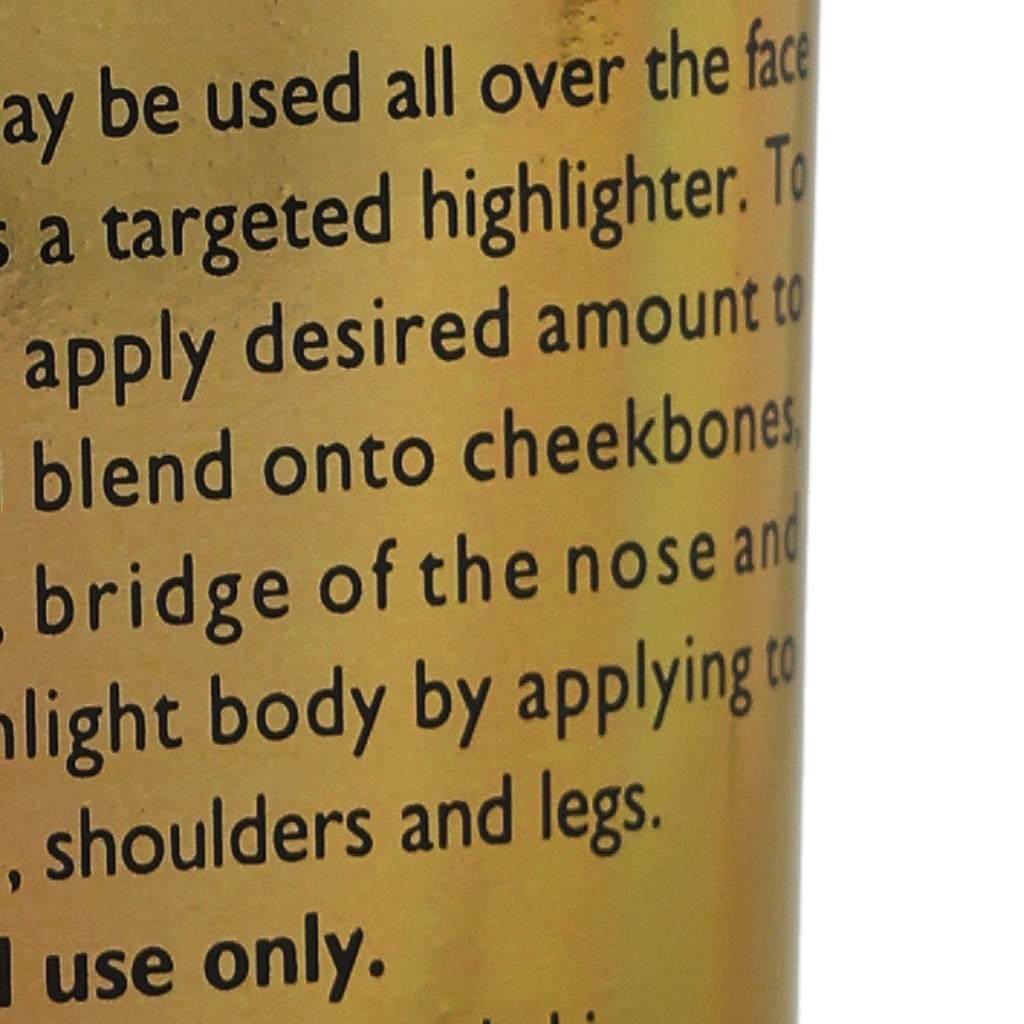 ay be used all over the face
s a targeted highlighter. To
apply desired amount to
blend onto cheekbones,
, bridge of the nose and
hlight body by applying to
, shoulders and legs.
l use only.